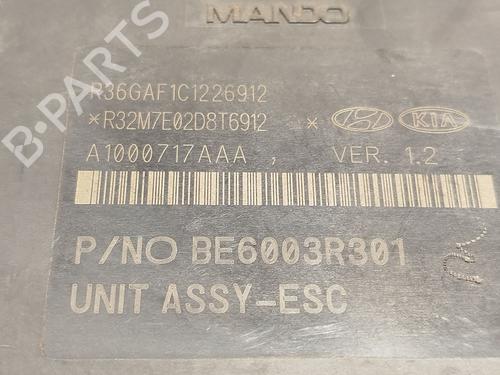 MANDO
R36GAF1C1226912
*R32M7E02D8T6912 * KIA
A1000717AAA , VER. 1.2
P/NO BE6003R301
UNIT ASSY-ESC
B-PARTS